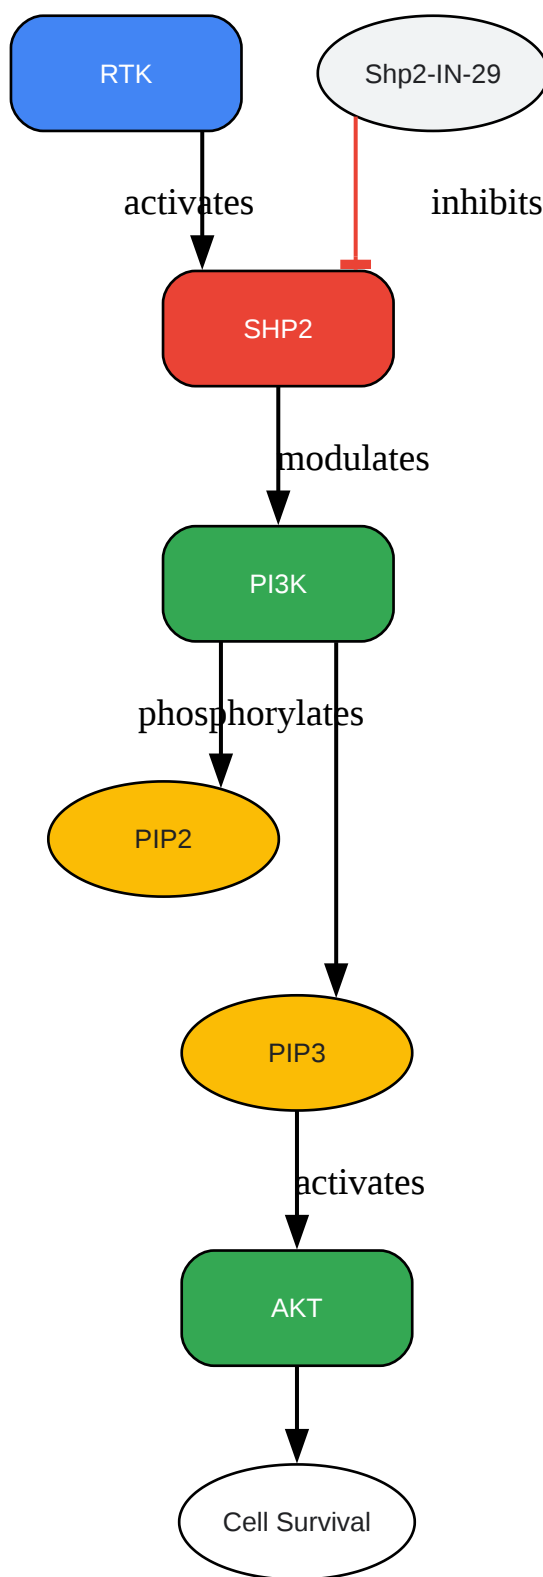 RTK
Shp2-IN-29
activates
inhibits
SHP2
modulates
PI3K
phosphorylates
PIP2
PIP3
activates
AKT
Cell Survival